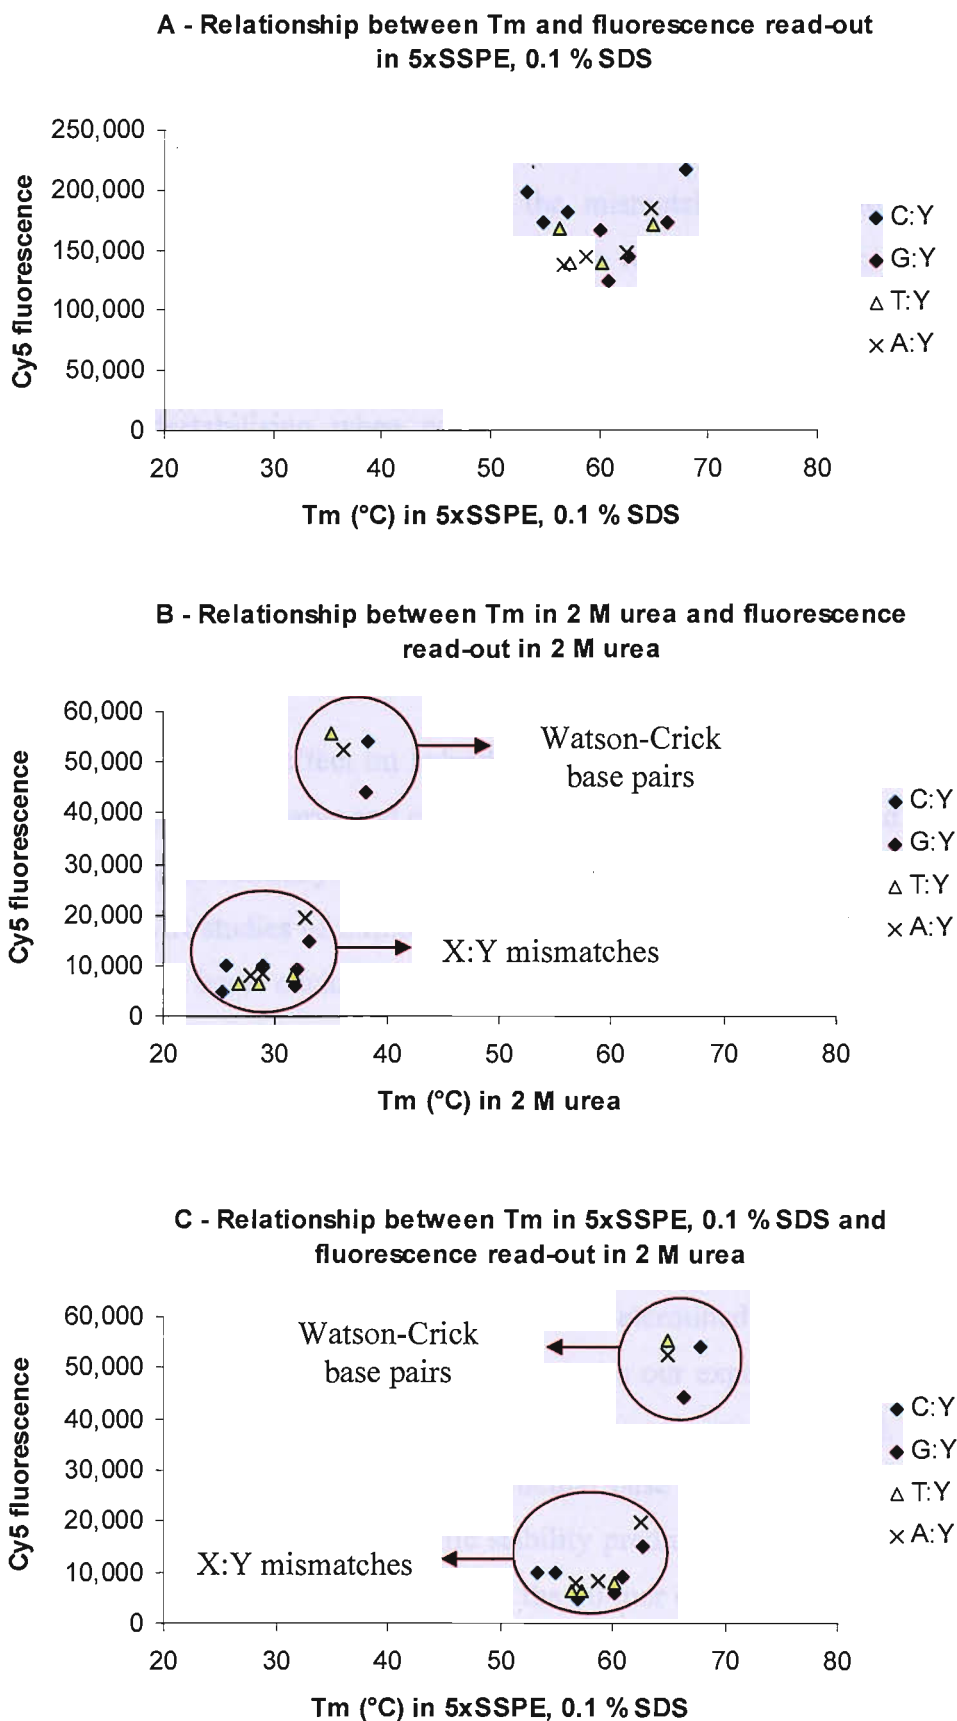 A - Relationship between Tm and fluorescence read-out
in 5xSSPE, 0.1 % SDS
250,000
200,000
150,000
100,000
50,000
0
Cy5 fluorescence
20 30 40 50 60 70 80
Tm (°C) in 5xSSPE, 0.1 % SDS
C:Y
G:Y
T:Y
A:Y
B - Relationship between Tm in 2 M urea and fluorescence
read-out in 2 M urea
60,000
50,000
40,000
30,000
20,000
10,000
0
Cy5 fluorescence
Watson-Crick
base pairs
X:Y mismatches
20 30 40 50 60 70 80
Tm (°C) in 2 M urea
C:Y
G:Y
T:Y
A:Y
C - Relationship between Tm in 5xSSPE, 0.1 % SDS and
fluorescence read-out in 2 M urea
60,000
50,000
40,000
30,000
20,000
10,000
0
Cy5 fluorescence
Watson-Crick
base pairs
X:Y mismatches
20 30 40 50 60 70 80
Tm (°C) in 5xSSPE, 0.1 % SDS
C:Y
G:Y
T:Y
A:Y